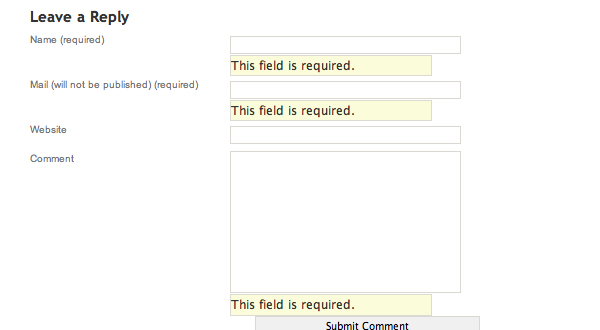 Leave a Reply
Name (required)
This field is required.
Mail (will not be published) (required)
This field is required.
Website
Comment
This field is required.
Submit Comment